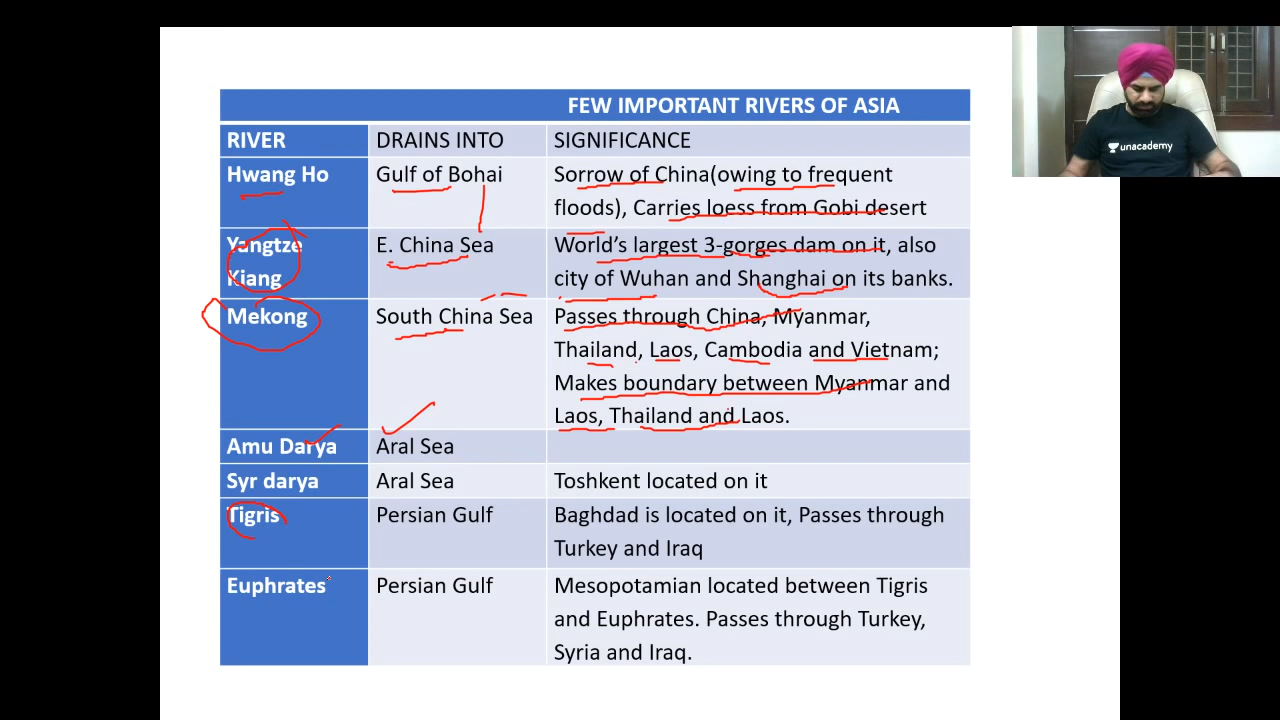 FEW IMPORTANT RIVERS OF ASIA
RIVER DRAINS INTO SIGNIFICANCE
Hwang Ho Gulf of Bohai Sorrow of China(owing to frequent
floods), Carries loess from Gobi desert
Yangtze E. China Sea World's largest 3-gorges dam on it, also
Kiang city of Wuhan and Shanghai on its banks.
Mekong South China Sea Passes through China, Myanmar,
Thailand, Laos, Cambodia and Vietnam;
Makes boundary between Myanmar and
Laos, Thailand and Laos.
Amu Darya Aral Sea
Syr darya Aral Sea Toshkent located on it
Tigris Persian Gulf Baghdad is located on it, Passes through
Turkey and Iraq
Euphrates Persian Gulf Mesopotamian located between Tigris
and Euphrates. Passes through Turkey,
Syria and Iraq.
unacademy